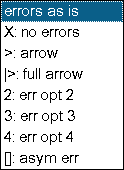 errors as is
X: no errors
>: arrow
|>: full arrow
2: err opt 2
3: err opt 3
4: err opt 4
[]: asym err